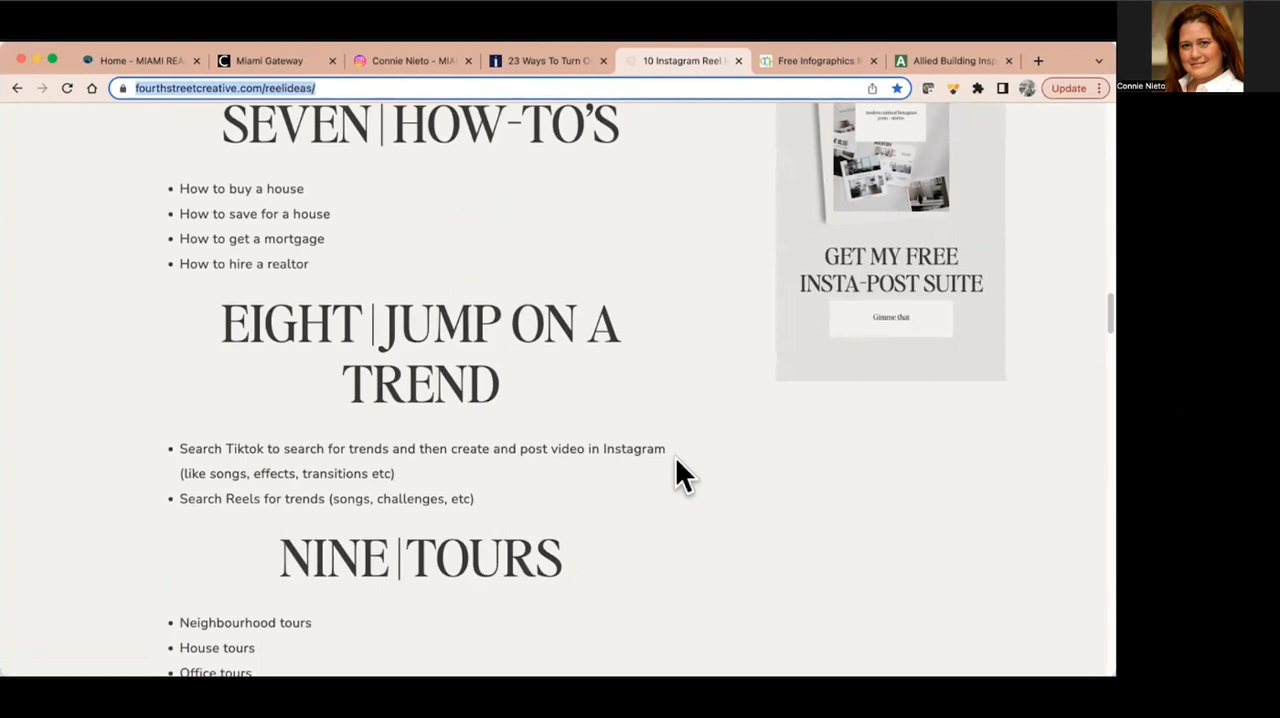 Home - MIAMI REA
Miami Gateway
Connie Nieto - MIA
23 Ways To Turn O
10 Instagram Reel
Free Infographics
Allied Building Insp
fourthstreetcreative.com/reelideas/
Update
Connie Nieto
SEVEN|HOW-TO'S
• How to buy a house
• How to save for a house
• How to get a mortgage
• How to hire a realtor
EIGHT|JUMP ON A
TREND
• Search Tiktok to search for trends and then create and post video in Instagram
(like songs, effects, transitions etc)
• Search Reels for trends (songs, challenges, etc)
NINE|TOURS
• Neighbourhood tours
• House tours
• Office tours
GET MY FREE
INSTA-POST SUITE
Gimme that